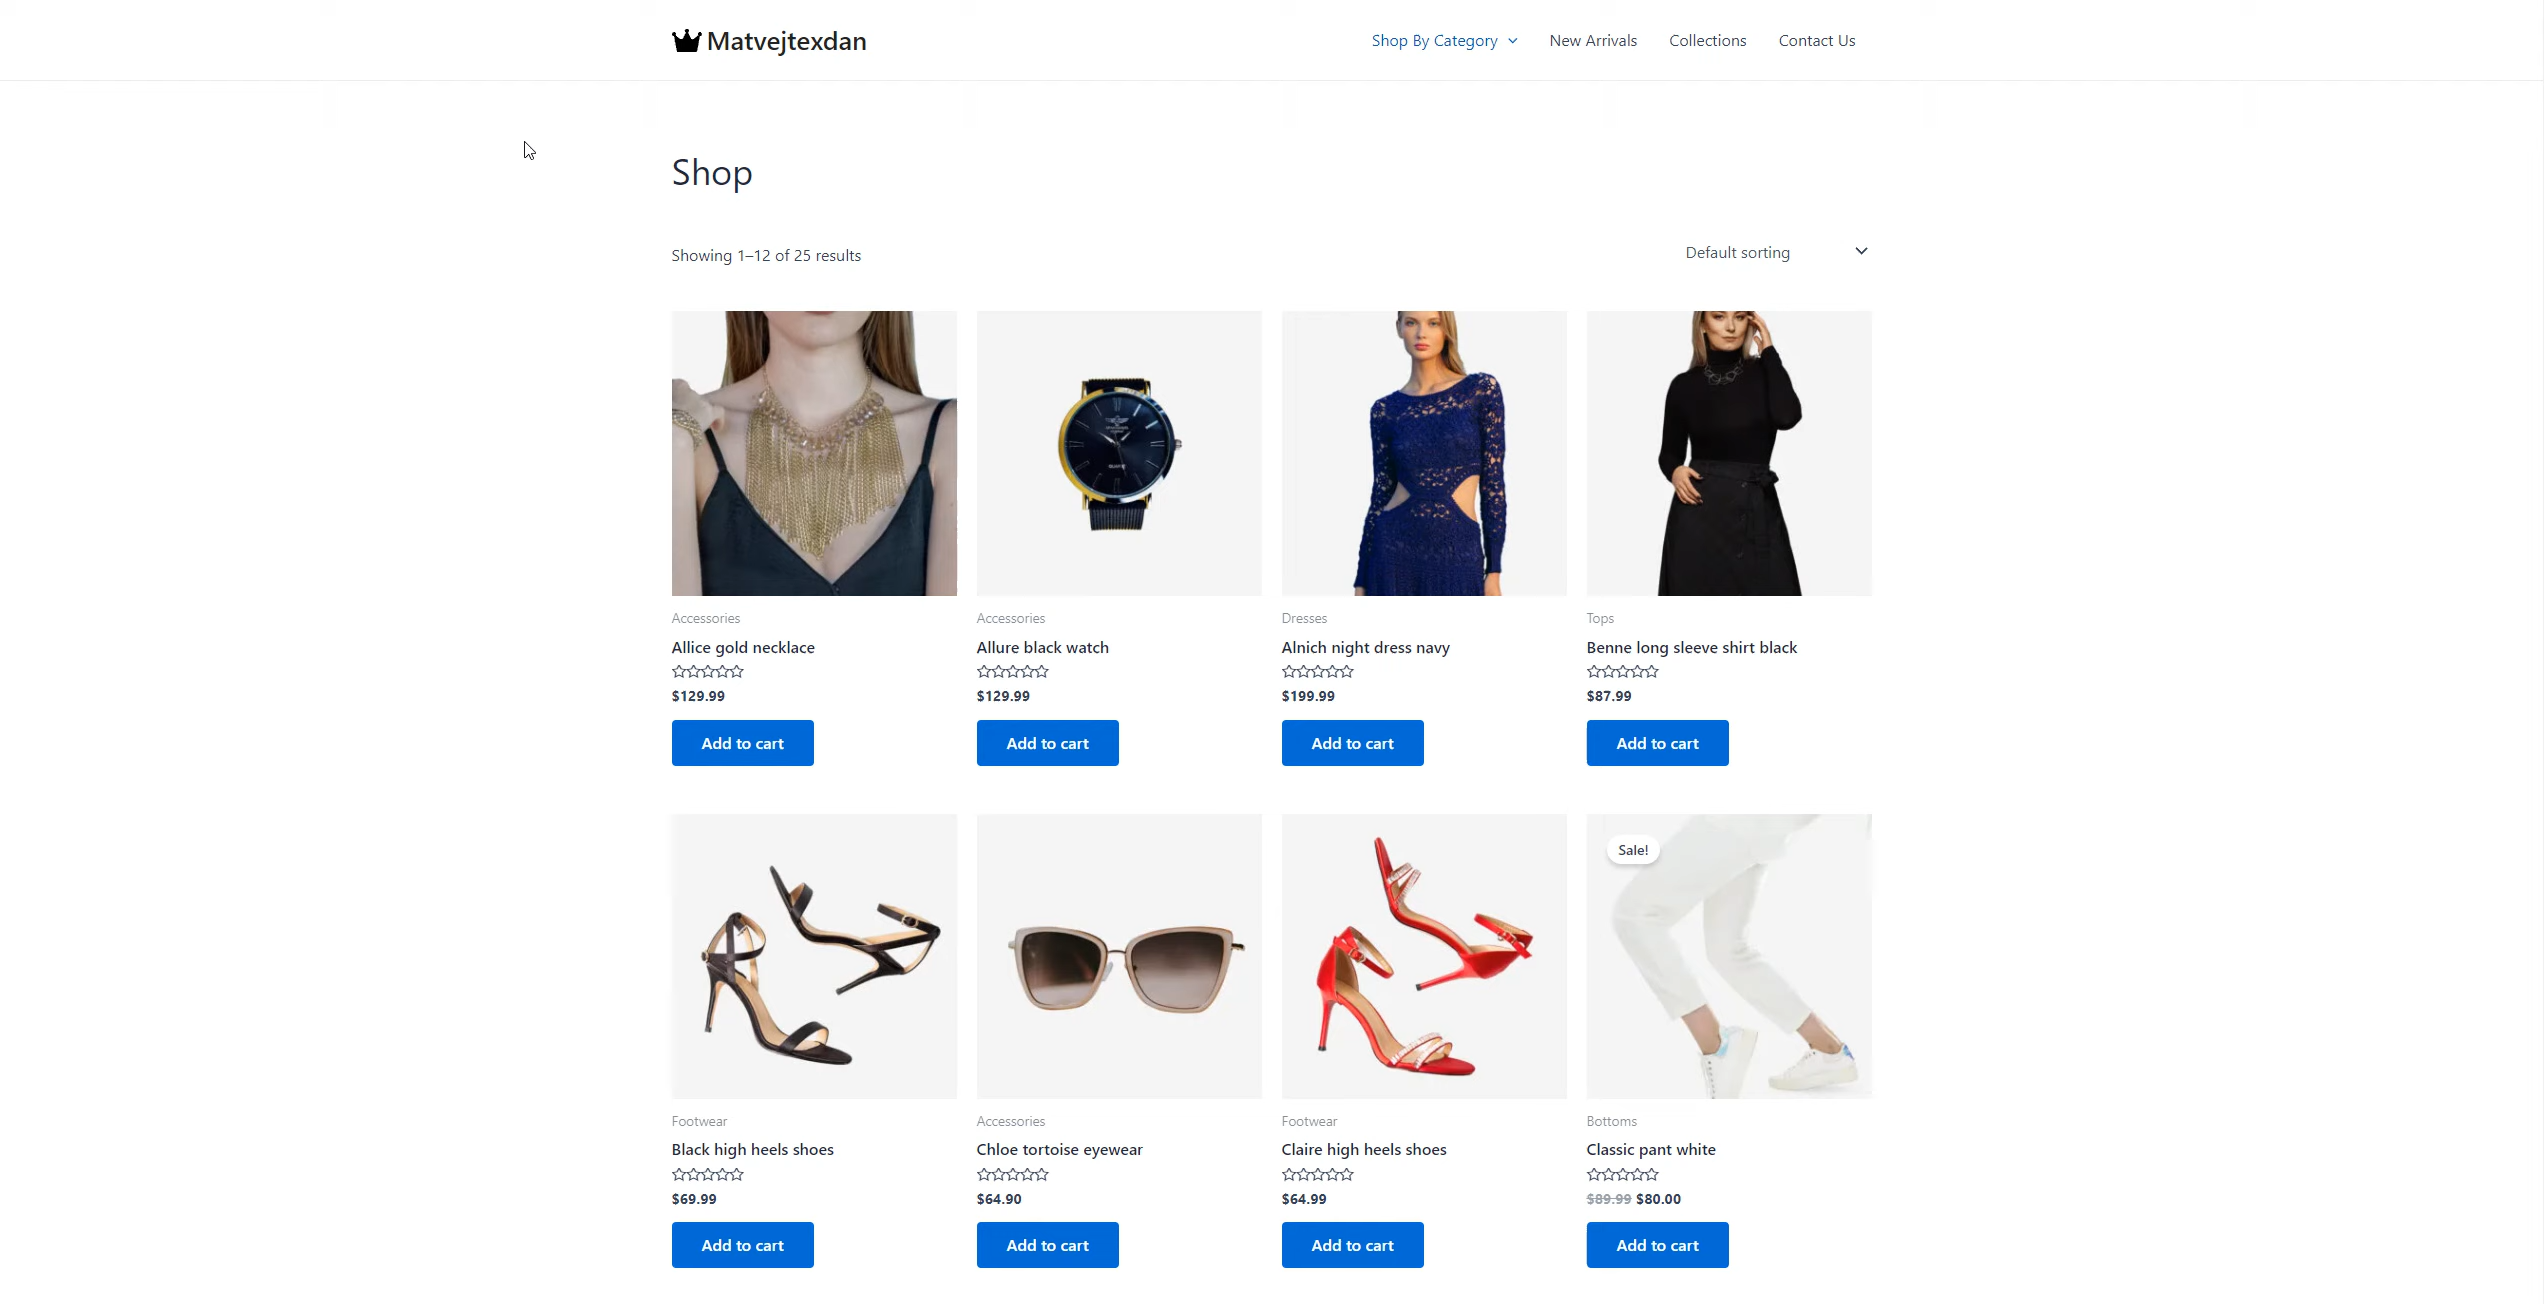 Matvejtexdan
Shop By Category
New Arrivals
Collections
Contact Us
Shop
Showing 1–12 of 25 results
Default sorting
Accessories
Allice gold necklace
$129.99
Add to cart
Accessories
Allure black watch
$129.99
Add to cart
Dresses
Alnich night dress navy
$199.99
Add to cart
Tops
Benne long sleeve shirt black
$87.99
Add to cart
Footwear
Black high heels shoes
$69.99
Add to cart
Accessories
Chloe tortoise eyewear
$64.90
Add to cart
Footwear
Claire high heels shoes
$64.99
Add to cart
Sale!
Bottoms
Classic pant white
$89.99 $80.00
Add to cart